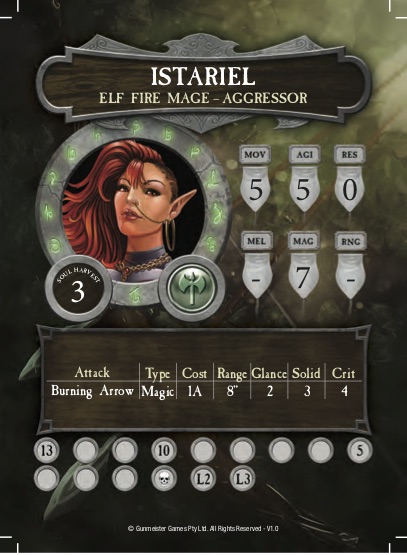 ISTARIEL
ELF FIRE MAGE – AGGRESSOR
MOV AGI RES
5 5 0
MEL MAG RNG
- 7 -
SOUL HARVEST
3
Attack Type Cost Range Glance Solid Crit
Burning Arrow Magic 1A 8" 2 3 4
13 10 5
L2 L3
© Gunmeister Games Pty Ltd. All Rights Reserved - V1.0